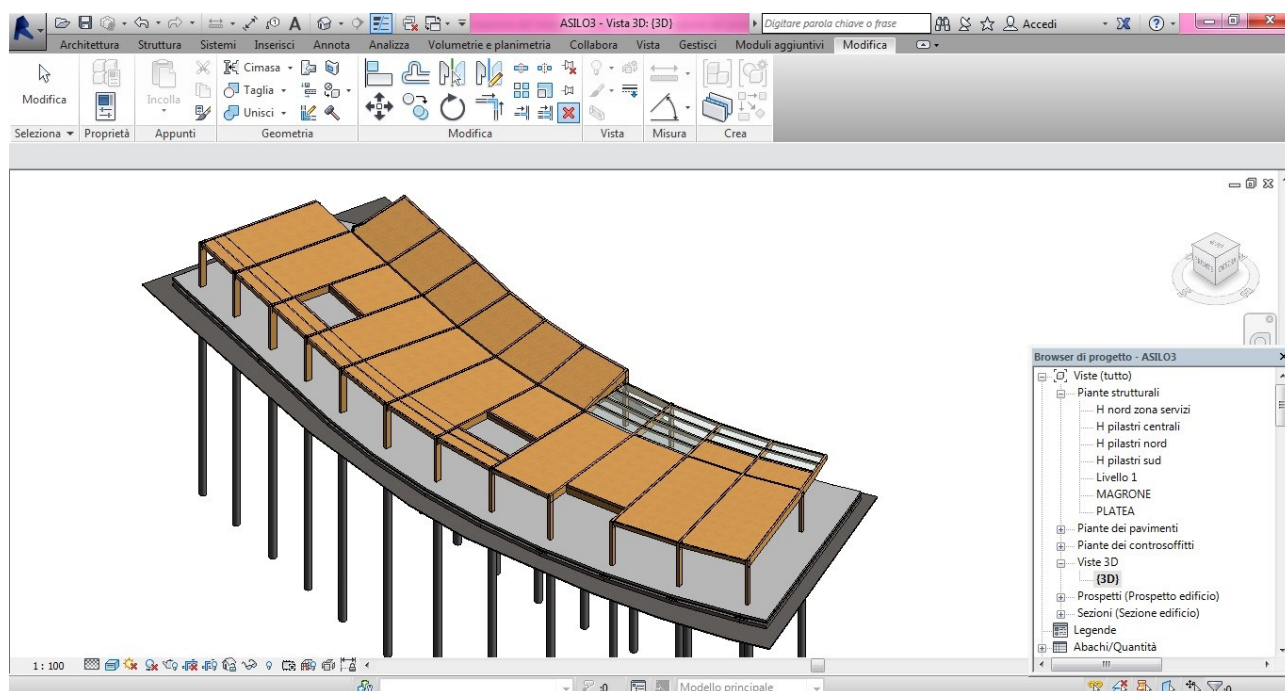 ASILO3 - Vista 3D: {3D}
Digitare parola chiave o frase
Accedi
Architettura Struttura Sistemi Inserisci Annota Analizza Volumetrie e planimetria Collabora Vista Gestisci Moduli aggiuntivi Modifica
Modifica
Incolla
Cimasa
Taglia
Unisci
Seleziona Proprietà Appunti Geometria Modifica Vista Misura Crea
Browser di progetto - ASILO3
Viste (tutto)
Piante strutturali
H nord zona servizi
H pilastri centrali
H pilastri nord
H pilastri sud
Livello 1
MAGRONE
PLATEA
Piante dei pavimenti
Piante dei controsoffitti
Viste 3D
{3D}
Prospetti (Prospetto edificio)
Sezioni (Sezione edificio)
Legende
Abachi/Quantità
1 : 100
:0
Modello principale
:0